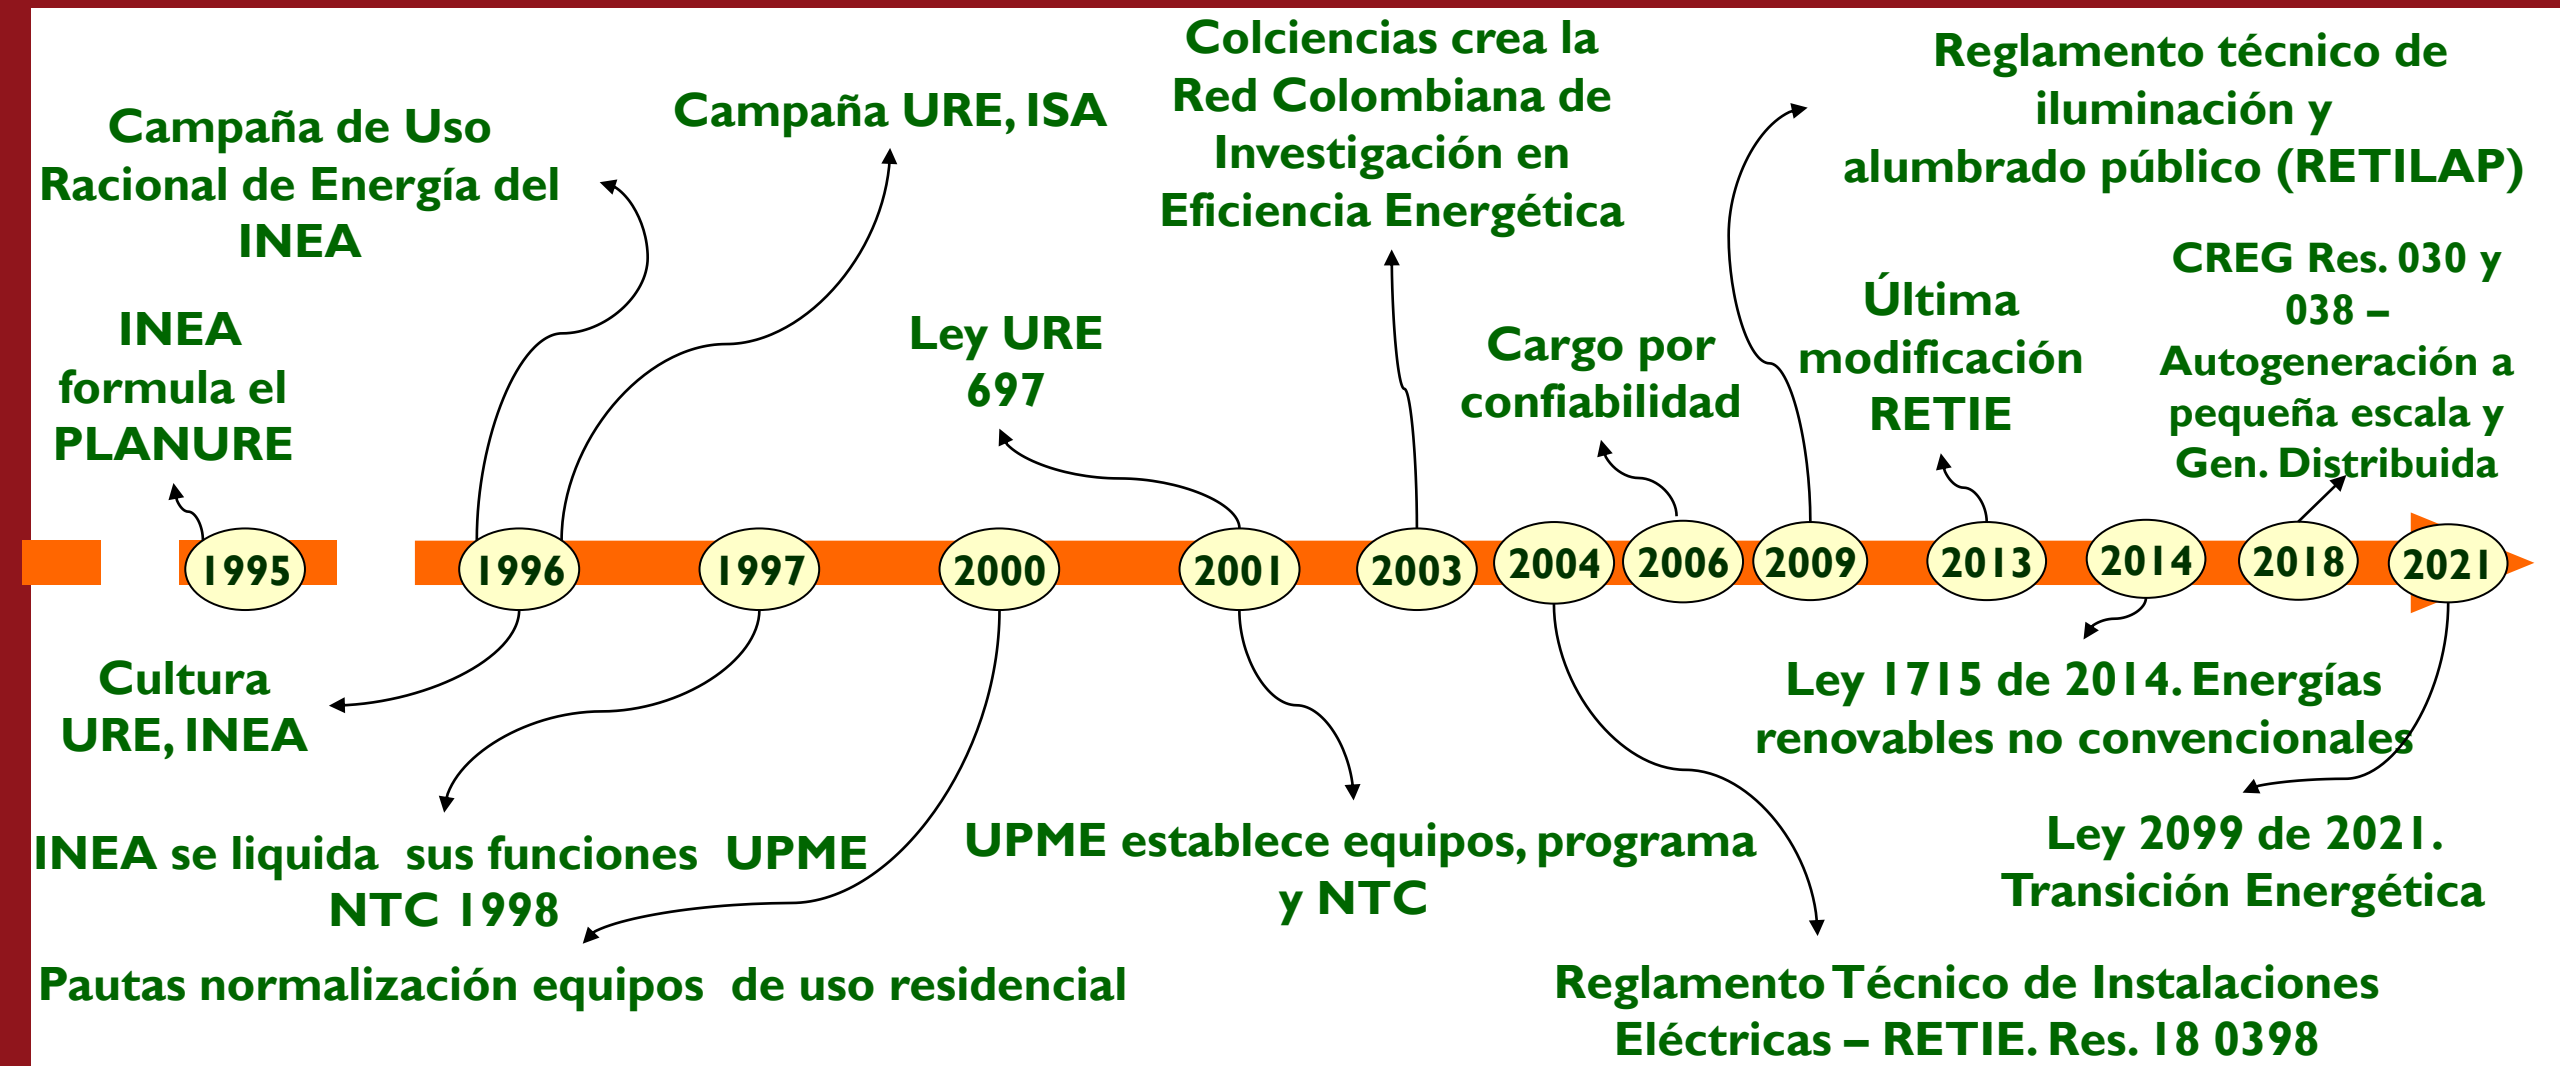 Campaña de Uso
Racional de Energía del
INEA
Campaña URE, ISA
Colciencias crea la
Red Colombiana de
Investigación en
Eficiencia Energética
Reglamento técnico de
iluminación y
alumbrado público (RETILAP)
INEA
formula el
PLANURE
Ley URE
697
Cargo por
confiabilidad
Última
modificación
RETIE
CREG Res. 030 y
038 –
Autogeneración a
pequeña escala y
Gen. Distribuida
1995
1996
1997
2000
2001
2003
2004
2006
2009
2013
2014
2018
2021
Cultura
URE, INEA
INEA se liquida  sus funciones  UPME
NTC 1998
Pautas normalización equipos  de uso residencial
UPME establece equipos, programa
y NTC
Ley 1715 de 2014. Energías
renovables no convencionales
Ley 2099 de 2021.
Transición Energética
Reglamento Técnico de Instalaciones
Eléctricas – RETIE. Res. 18 0398